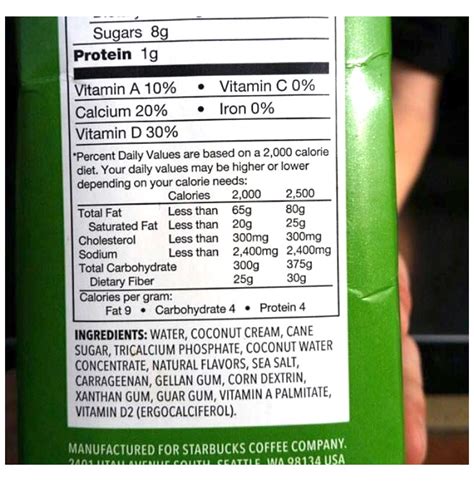 Sugars 8g
Protein 1g
Vitamin A 10% • Vitamin C 0%
Calcium 20% • Iron 0%
Vitamin D 30%
*Percent Daily Values are based on a 2,000 calorie
diet. Your daily values may be higher or lower
depending on your calorie needs:
Calories 2,000 2,500
Total Fat Less than 65g 80g
Saturated Fat Less than 20g 25g
Cholesterol Less than 300mg 300mg
Sodium Less than 2,400mg 2,400mg
Total Carbohydrate 300g 375g
Dietary Fiber 25g 30g
Calories per gram:
Fat 9 • Carbohydrate 4 • Protein 4
INGREDIENTS: WATER, COCONUT CREAM, CANE
SUGAR, TRICALCIUM PHOSPHATE, COCONUT WATER
CONCENTRATE, NATURAL FLAVORS, SEA SALT,
CARRAGEENAN, GELLAN GUM, CORN DEXTRIN,
XANTHAN GUM, GUAR GUM, VITAMIN A PALMITATE,
VITAMIN D2 (ERGOCALCIFEROL).
MANUFACTURED FOR STARBUCKS COFFEE COMPANY.
2401 UTAH AVENUE SOUTH, SEATTLE, WA 98134 USA